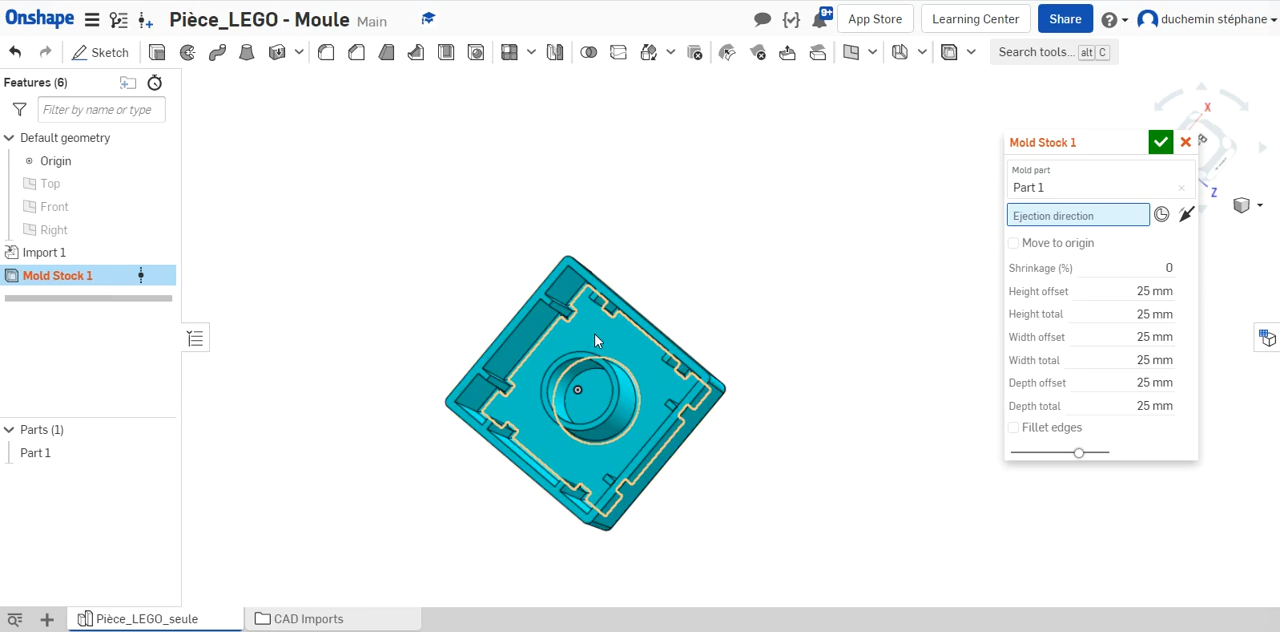 Onshape Pièce_LEGO - Moule Main 9+ App Store Learning Center Share duchemin stéphane
Sketch Search tools... alt C
Features (6)
Filter by name or type
Default geometry
Origin
Top
Front
Right
Import 1
Mold Stock 1
Parts (1)
Part 1
X
Z
Mold Stock 1
Mold part
Part 1
Ejection direction
Move to origin
Shrinkage (%) 0
Height offset 25 mm
Height total 25 mm
Width offset 25 mm
Width total 25 mm
Depth offset 25 mm
Depth total 25 mm
Fillet edges
Pièce_LEGO_seule CAD Imports